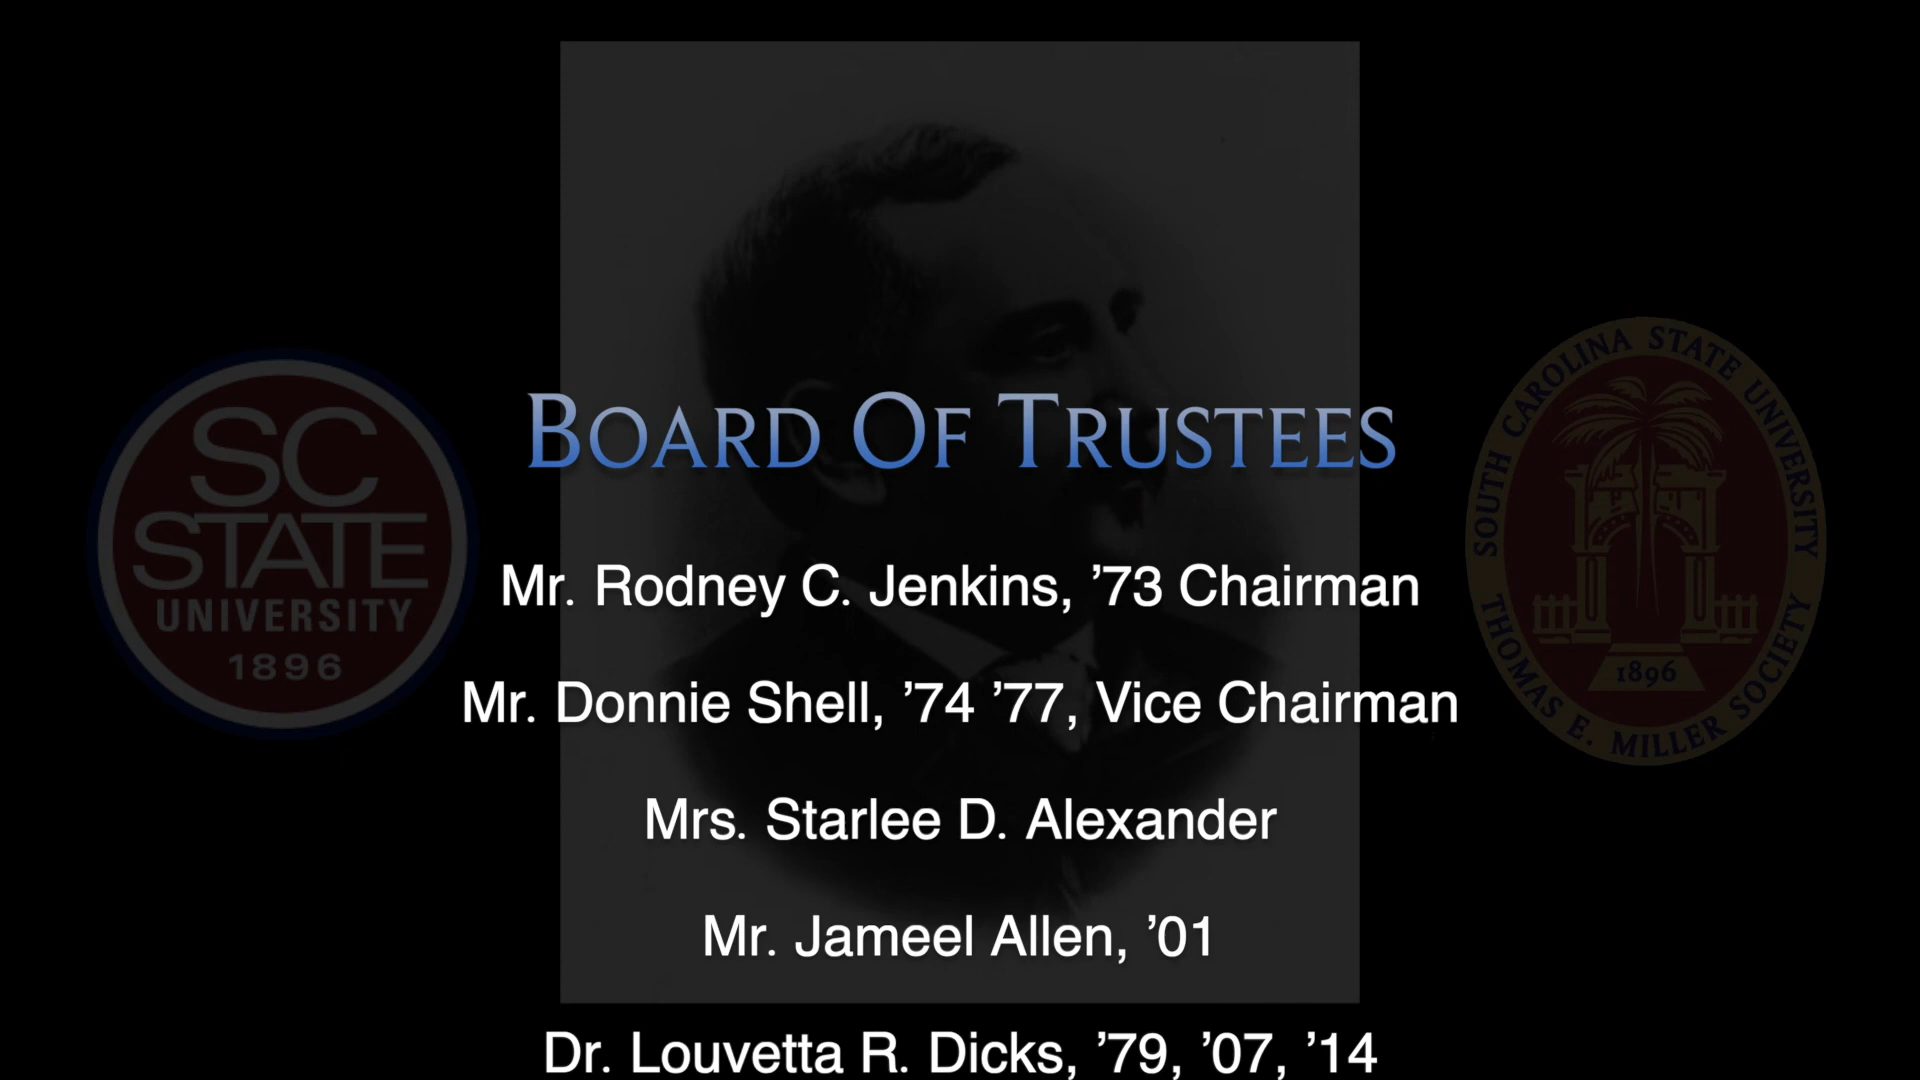 BOARD OF TRUSTEES
SC
STATE
UNIVERSITY
1896
SOUTH CAROLINA STATE UNIVERSITY
THOMAS E. MILLER SOCIETY
1896
Mr. Rodney C. Jenkins, ’73 Chairman
Mr. Donnie Shell, ’74 ’77, Vice Chairman
Mrs. Starlee D. Alexander
Mr. Jameel Allen, ’01
Dr. Louvetta R. Dicks, ’79, ’07, ’14